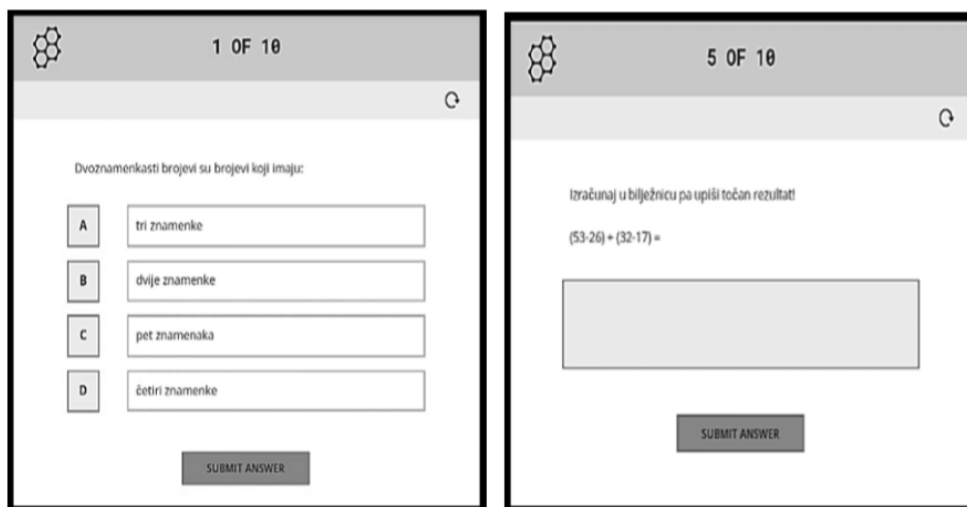 1 OF 10
Dvoznamenkasti brojevi su brojevi koji imaju:
A tri znamenke
B dvije znamenke
C pet znamenaka
D četiri znamenke
SUBMIT ANSWER
5 OF 10
Izračunaj u bilježnicu pa upiši točan rezultat!
(53-26) + (32-17) =
SUBMIT ANSWER